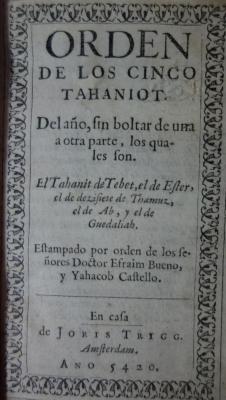 ORDEN
DE LOS CINCO
TAHANIOT.
Del año, sin boltar de una
a otra parte, los qua-
les son.
El Tahanit de Tebet, el de Ester,
el de dezisiete de Thamuz,
el de Ab, y el de
Guedaliah.
Estampado por orden de los se-
ñores Doctor Efraim Bueno,
y Yahacob Castello.
En casa
de JORIS TRIGG.
Amsterdam.
AÑO 5420.